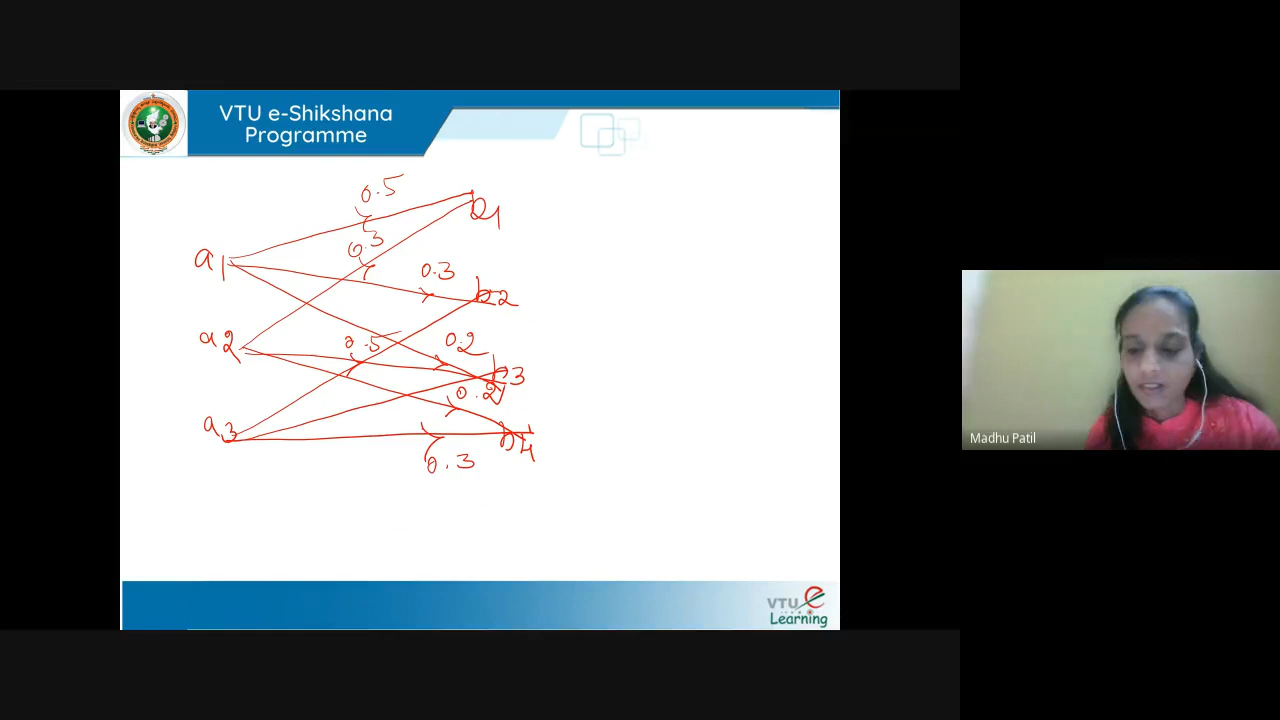 VTU e-Shikshana
Programme
0.5
b1
0.3
a1
0.3
b2
a2
0.5
0.2
b3
0.2
a3
b4
0.3
Madhu Patil
VTU e
Learning